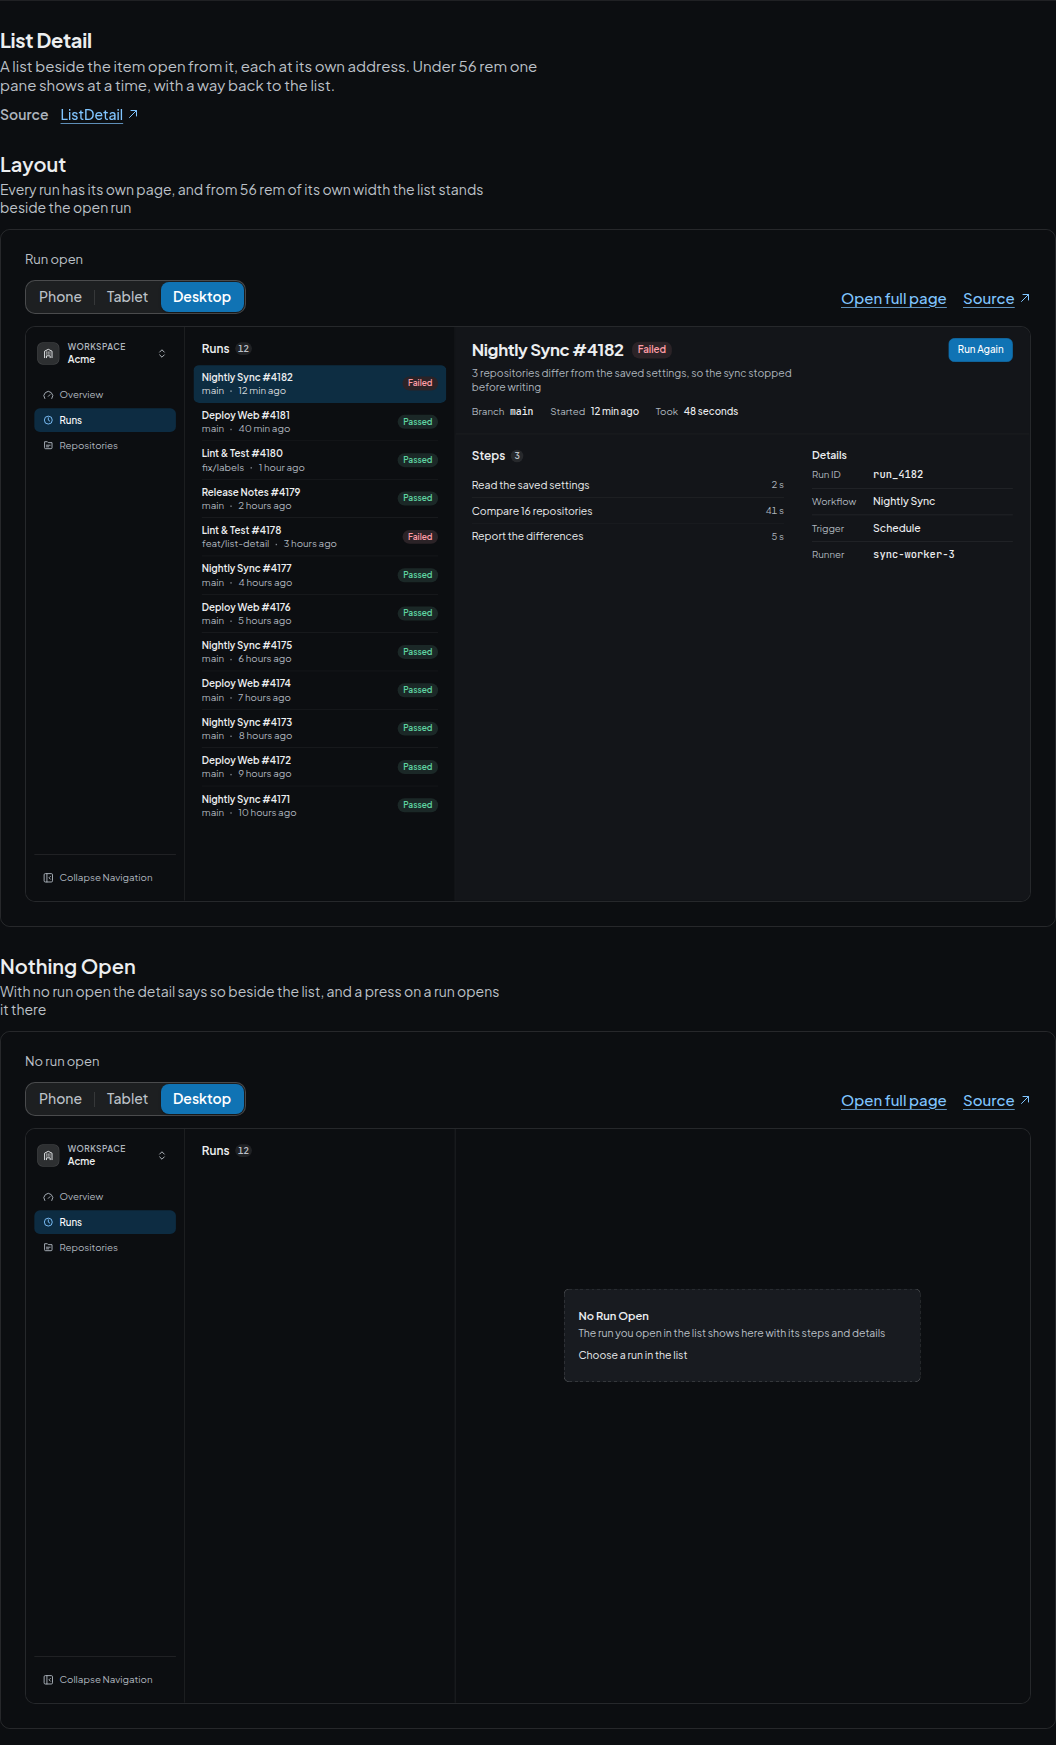 List Detail
A list beside the item open from it, each at its own address. Under 56 rem one
pane shows at a time, with a way back to the list.
Source ListDetail
Layout
Every run has its own page, and from 56 rem of its own width the list stands
beside the open run
Run open
Phone Tablet Desktop
Open full page Source
WORKSPACE
Acme
Overview
Runs
Repositories
Collapse Navigation
Runs 12
Nightly Sync #4182
main · 12 min ago
Failed
Deploy Web #4181
main · 40 min ago
Passed
Lint & Test #4180
fix/labels · 1 hour ago
Passed
Release Notes #4179
main · 2 hours ago
Passed
Lint & Test #4178
feat/list-detail · 3 hours ago
Failed
Nightly Sync #4177
main · 4 hours ago
Passed
Deploy Web #4176
main · 5 hours ago
Passed
Nightly Sync #4175
main · 6 hours ago
Passed
Deploy Web #4174
main · 7 hours ago
Passed
Nightly Sync #4173
main · 8 hours ago
Passed
Deploy Web #4172
main · 9 hours ago
Passed
Nightly Sync #4171
main · 10 hours ago
Passed
Nightly Sync #4182 Failed
Run Again
3 repositories differ from the saved settings, so the sync stopped
before writing
Branch main Started 12 min ago Took 48 seconds
Steps 3
Read the saved settings 2 s
Compare 16 repositories 41 s
Report the differences 5 s
Details
Run ID run_4182
Workflow Nightly Sync
Trigger Schedule
Runner sync-worker-3
Nothing Open
With no run open the detail says so beside the list, and a press on a run opens
it there
No run open
Phone Tablet Desktop
Open full page Source
WORKSPACE
Acme
Overview
Runs
Repositories
Collapse Navigation
Runs 12
No Run Open
The run you open in the list shows here with its steps and details
Choose a run in the list